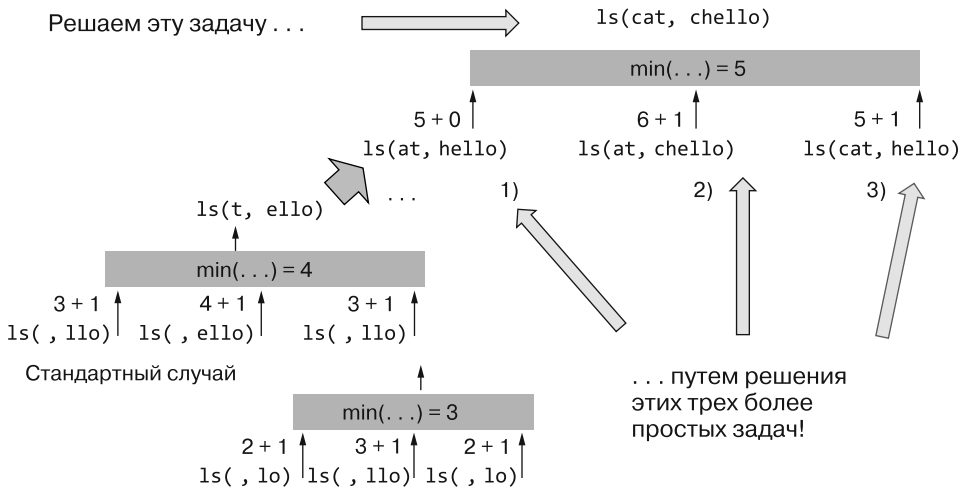 Решаем эту задачу . . .
ls(cat, chello)
min(. . .) = 5
5 + 0 6 + 1 5 + 1
ls(at, hello) ls(at, chello) ls(cat, hello)
1) 2) 3)
. . .
ls(t, ello)
min(. . .) = 4
3 + 1 4 + 1 3 + 1
ls( , llo) ls( , ello) ls( , llo)
Стандартный случай
min(. . .) = 3
2 + 1 3 + 1 2 + 1
ls( , lo) ls( , llo) ls( , lo)
. . . путем решения
этих трех более
простых задач!